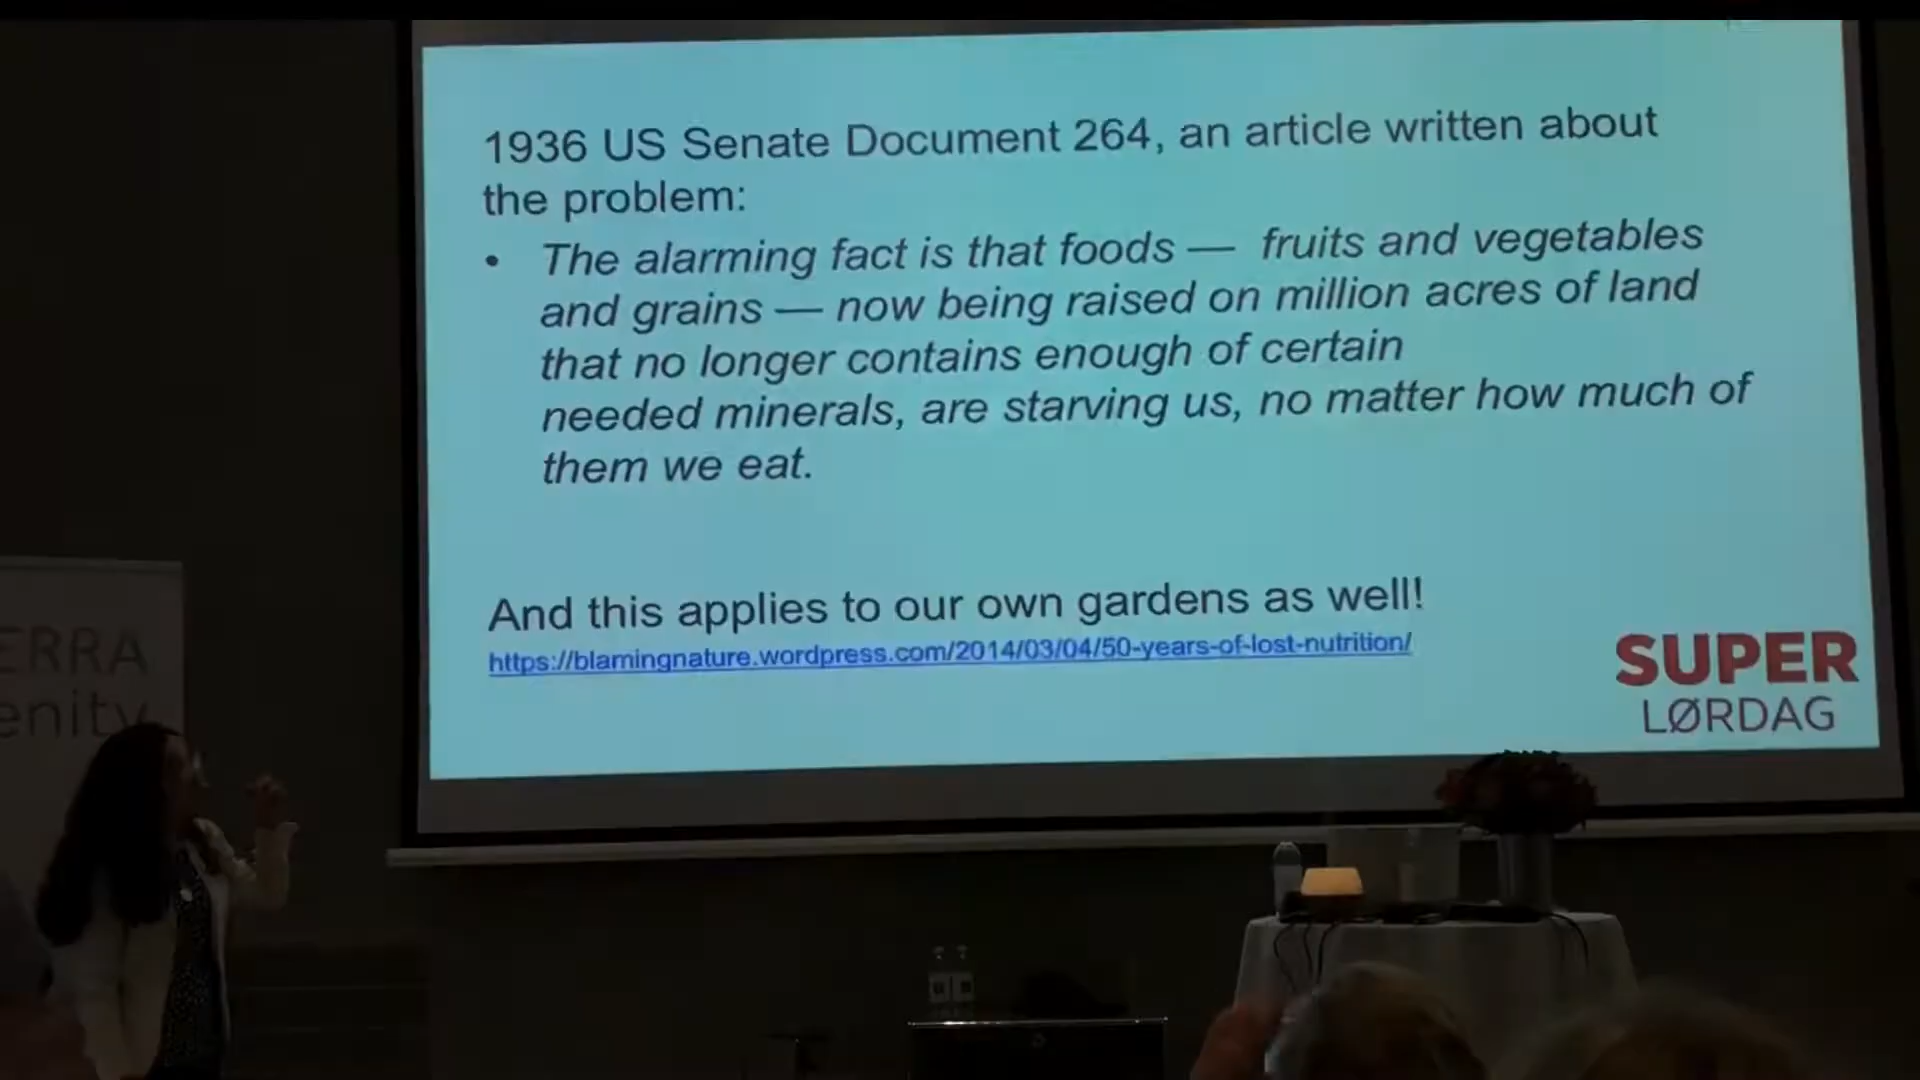 1936 US Senate Document 264, an article written about
the problem:
• The alarming fact is that foods — fruits and vegetables
and grains — now being raised on million acres of land
that no longer contains enough of certain
needed minerals, are starving us, no matter how much of
them we eat.
And this applies to our own gardens as well!
https://blamingnature.wordpress.com/2014/03/04/50-years-of-lost-nutrition/
SUPER
LØRDAG
ERRA
enity